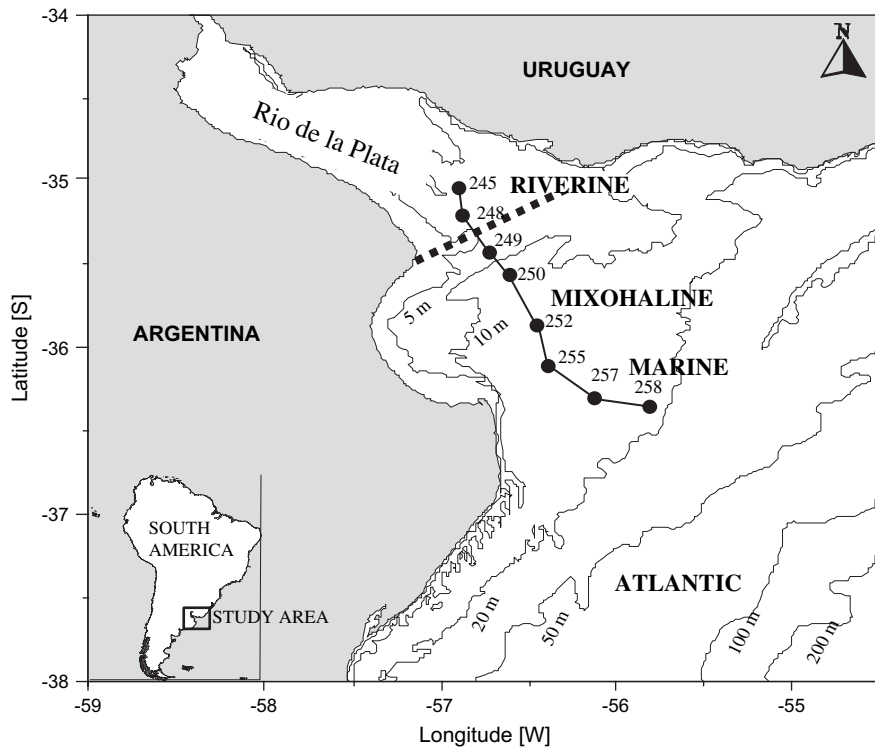 -34
N
URUGUAY
Rio de la Plata
-35
245
RIVERINE
248
249
250
5 m
MIXOHALINE
10 m
252
ARGENTINA
-36
255
MARINE
257
258
Latitude [S]
-37
SOUTH
AMERICA
STUDY AREA
ATLANTIC
20 m
50 m
100 m
200 m
-38
-59
-58
-57
-56
-55
Longitude [W]